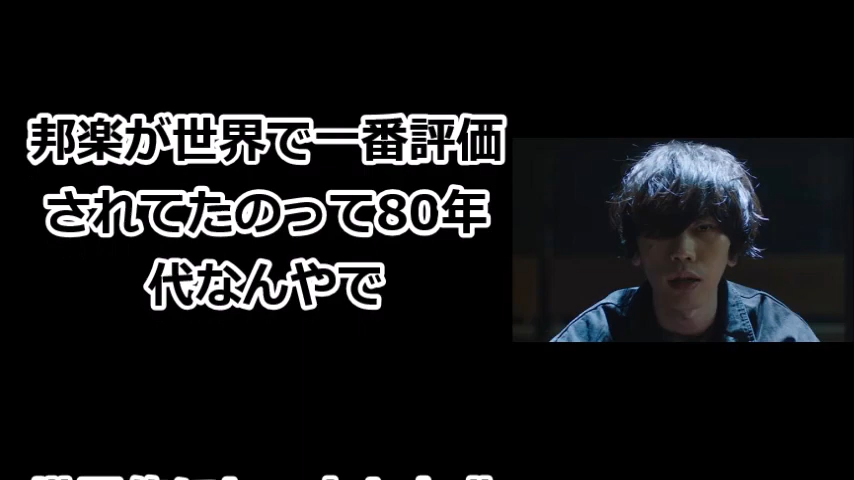 邦楽が世界で一番評価
されてたのって80年
代なんやで